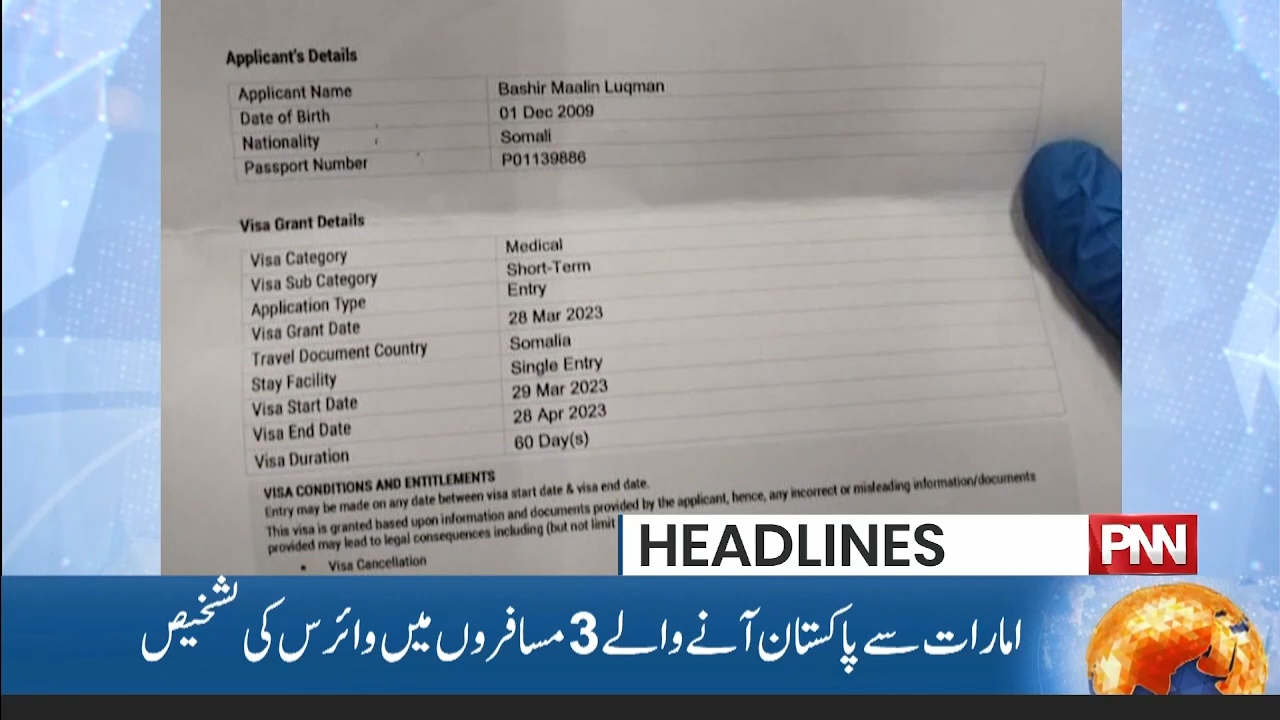 Applicant's Details
Applicant Name Bashir Maalin Luqman
Date of Birth 01 Dec 2009
Nationality Somali
Passport Number P01139886
Visa Grant Details
Visa Category Medical
Visa Sub Category Short-Term
Application Type Entry
Visa Grant Date 28 Mar 2023
Travel Document Country Somalia
Stay Facility Single Entry
Visa Start Date 29 Mar 2023
Visa End Date 28 Apr 2023
Visa Duration 60 Day(s)
VISA CONDITIONS AND ENTITLEMENTS
Entry may be made on any date between visa start date & visa end date.
This visa is granted based upon information and documents provided by the applicant, hence, any incorrect or misleading information/documents
provided may lead to legal consequences including (but not limit
• Visa Cancellation
HEADLINES PNN
امارات سے پاکستان آنے والے 3 مسافروں میں وائرس کی تشخیص